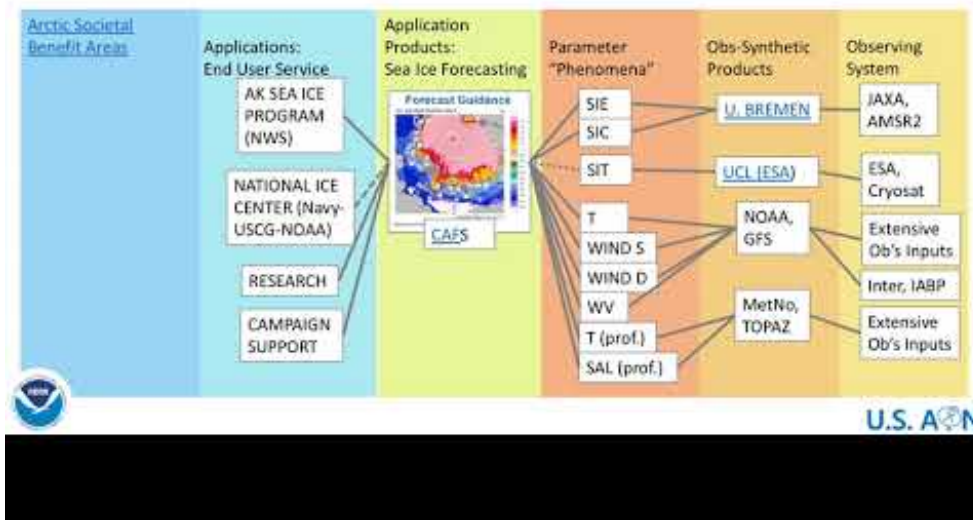 Arctic Societal
Benefit Areas
Applications:
End User Service
AK SEA ICE
PROGRAM
(NWS)
NATIONAL ICE
CENTER (Navy-
USCG-NOAA)
RESEARCH
CAMPAIGN
SUPPORT
Application
Products:
Sea Ice Forecasting
Forecast Guidance
CAFS
Parameter
"Phenomena"
SIE
SIC
SIT
T
WIND S
WIND D
WV
T (prof.)
SAL (prof.)
Obs-Synthetic
Products
U. BREMEN
UCL (ESA)
NOAA,
GFS
MetNo,
TOPAZ
Observing
System
JAXA,
AMSR2
ESA,
Cryosat
Extensive
Ob's Inputs
Inter, IABP
Extensive
Ob's Inputs
U.S. AON